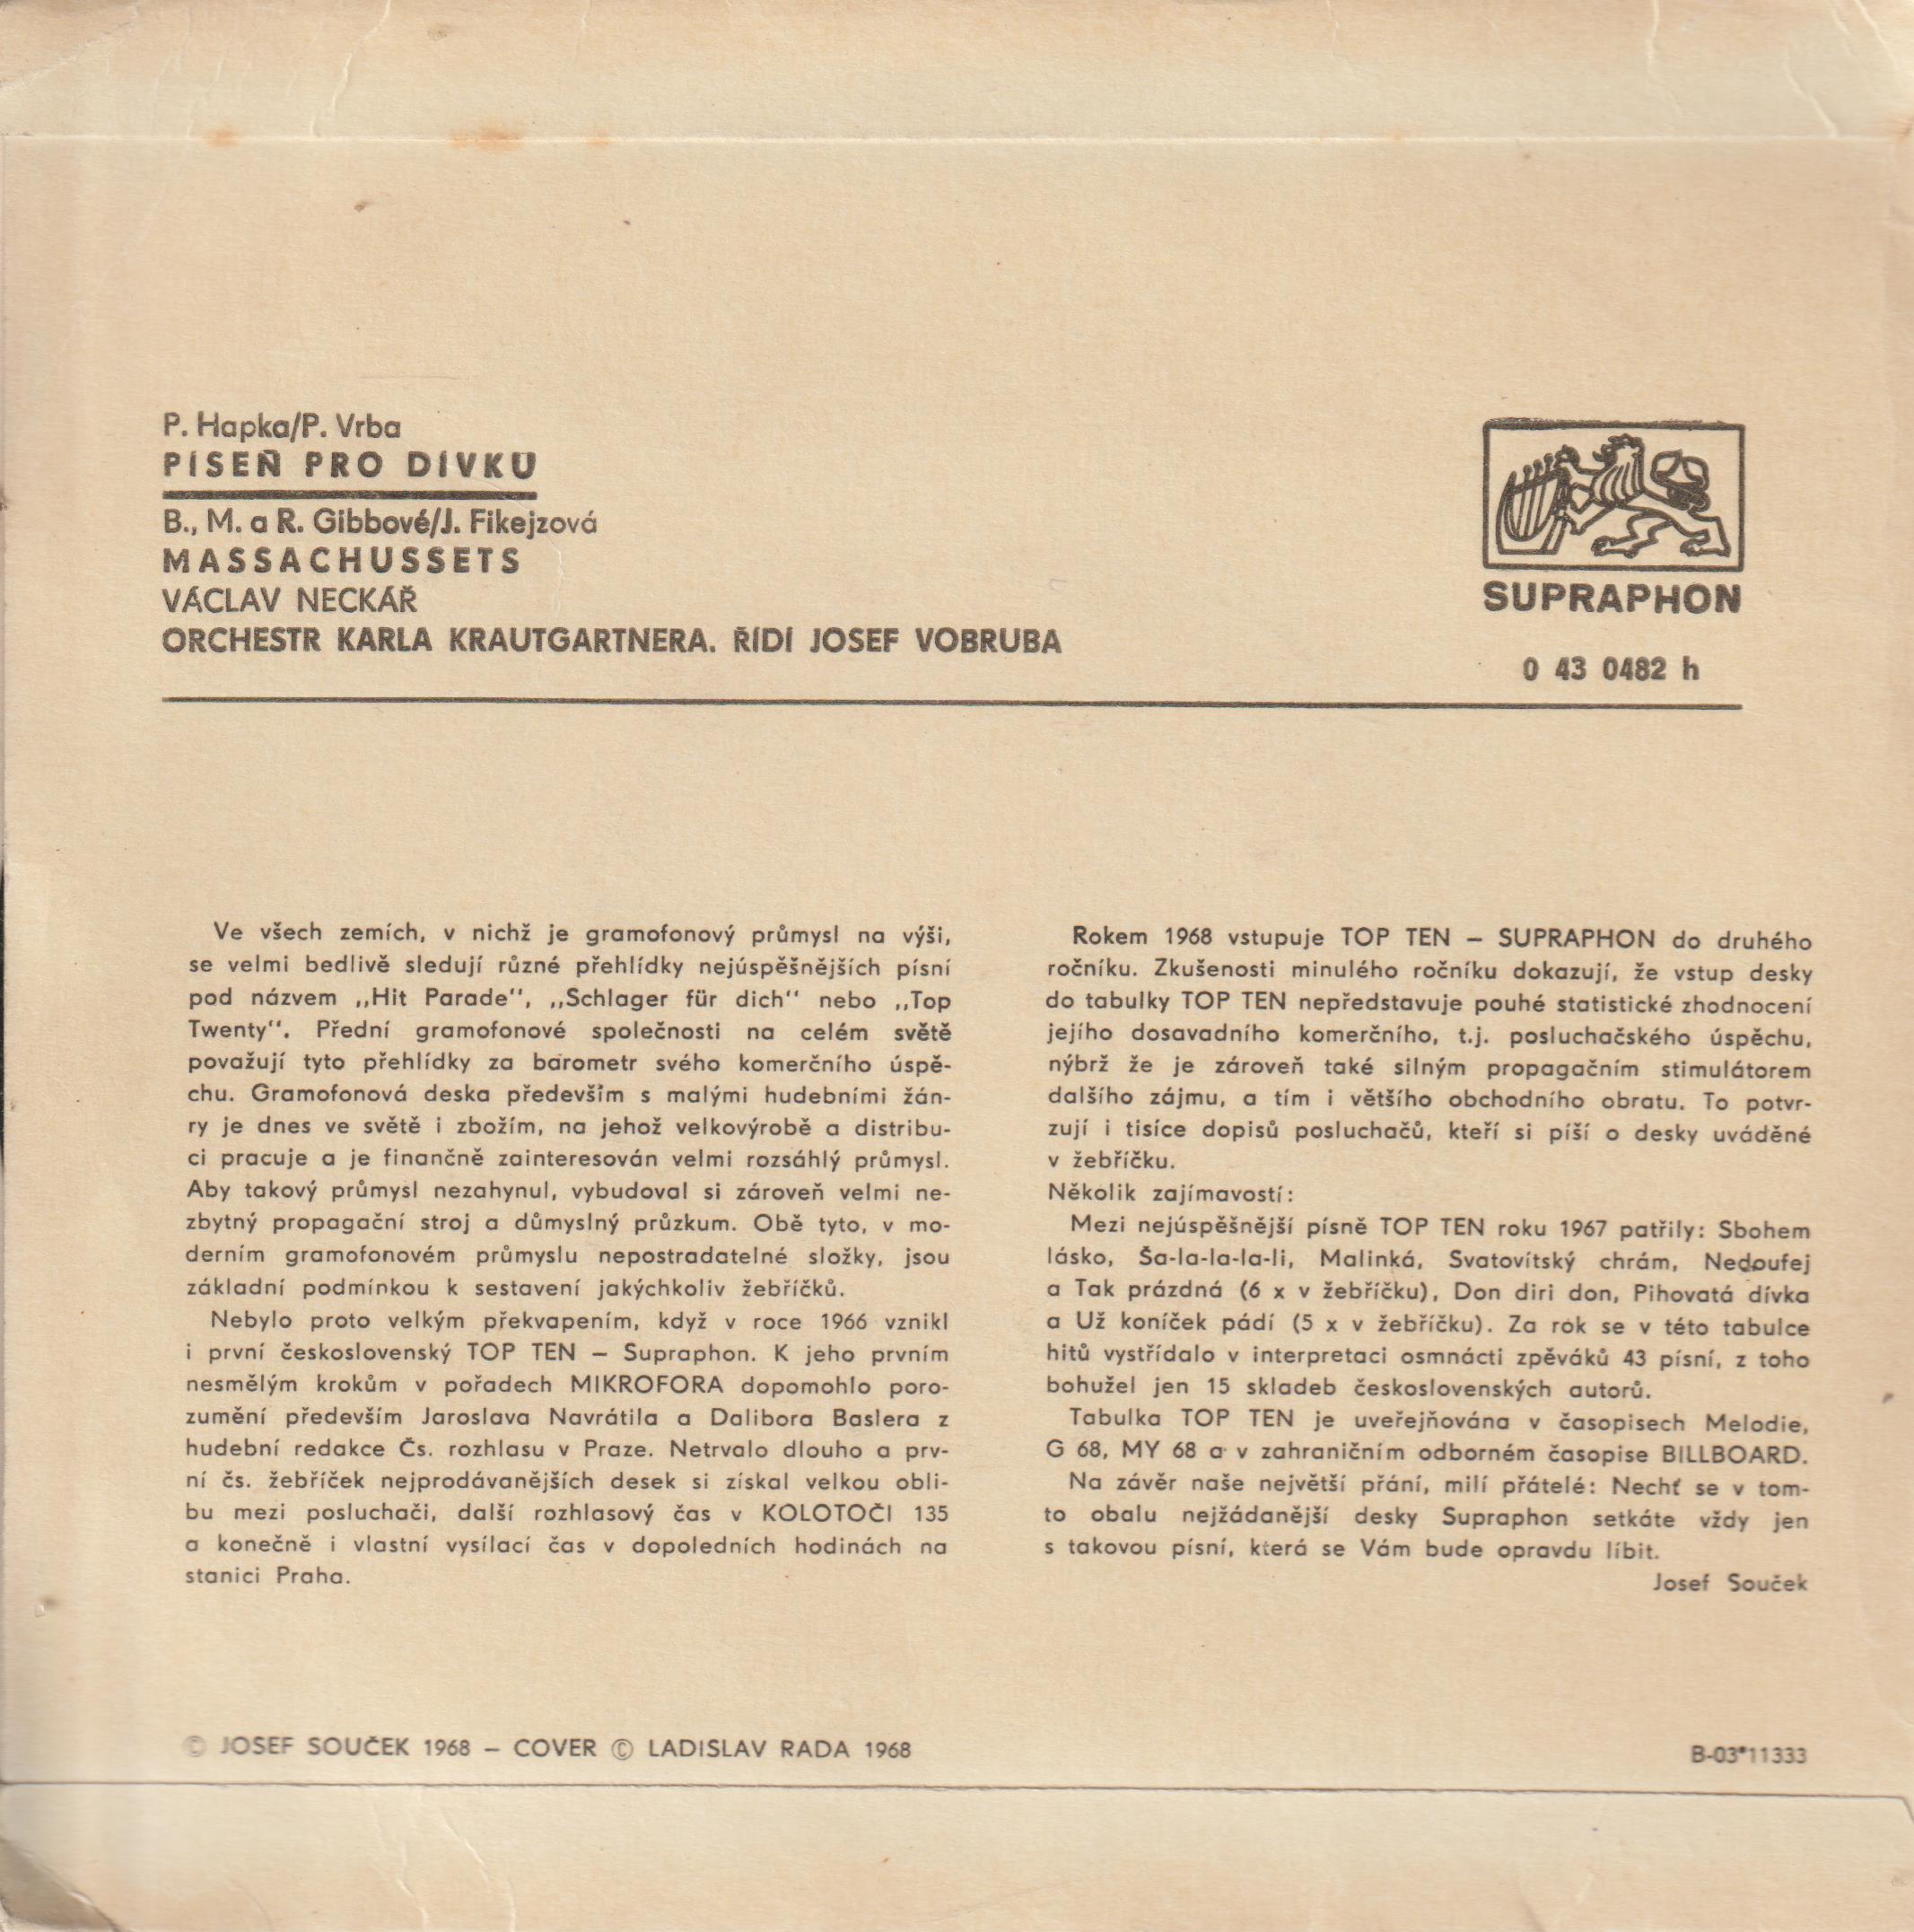 P. Hapka/P. Vrba
PÍSEŇ PRO DÍVKU
B., M. a R. Gibbové/J. Fikejzová
MASSACHUSSETS
VÁCLAV NECKÁŘ
ORCHESTR KARLA KRAUTGARTNERA. ŘÍDÍ JOSEF VOBRUBA
SUPRAPHON
0 43 0482 h
Ve všech zemích, v nichž je gramofonový průmysl na výši,
se velmi bedlivě sledují různé přehlídky nejúspěšnějších písní
pod názvem ,,Hit Parade“, ,,Schlager für dich“ nebo ,,Top
Twenty“. Přední gramofonové společnosti na celém světě
považují tyto přehlídky za barometr svého komerčního úspě-
chu. Gramofonová deska především s malými hudebními žán-
ry je dnes ve světě i zbožím, na jehož velkovýrobě a distribu-
ci pracuje a je finančně zainteresován velmi rozsáhlý průmysl.
Aby takový průmysl nezahynul, vybudoval si zároveň velmi ne-
zbytný propagační stroj a důmyslný průzkum. Obě tyto, v mo-
derním gramofonovém průmyslu nepostradatelné složky, jsou
základní podmínkou k sestavení jakýchkoliv žebříčků.
Nebylo proto velkým překvapením, když v roce 1966 vznikl
i první československý TOP TEN – Supraphon. K jeho prvním
nesmělým krokům v pořadech MIKROFORA dopomohlo poro-
zumění především Jaroslava Navrátila a Dalibora Baslera z
hudební redakce Čs. rozhlasu v Praze. Netrvalo dlouho a prv-
ní čs. žebříček nejprodávanějších desek si získal velkou obli-
bu mezi posluchači, další rozhlasový čas v KOLOTOČI 135
a konečně i vlastní vysílací čas v dopoledních hodinách na
stanici Praha.
Rokem 1968 vstupuje TOP TEN – SUPRAPHON do druhého
ročníku. Zkušenosti minulého ročníku dokazují, že vstup desky
do tabulky TOP TEN nepředstavuje pouhé statistické zhodnocení
jejího dosavadního komerčního, t.j. posluchačského úspěchu,
nýbrž že je zároveň také silným propagačním stimulátorem
dalšího zájmu, a tím i většího obchodního obratu. To potvr-
zují i tisíce dopisů posluchačů, kteří si píší o desky uváděné
v žebříčku.
Několik zajímavostí:
Mezi nejúspěšnější písně TOP TEN roku 1967 patřily: Sbohem
lásko, Ša-la-la-la-li, Malinká, Svatovítský chrám, Nedoufej
a Tak prázdná (6 x v žebříčku), Don diri don, Pihovatá dívka
a Už koníček pádí (5 x v žebříčku). Za rok se v této tabulce
hitů vystřídalo v interpretaci osmnácti zpěváků 43 písní, z toho
bohužel jen 15 skladeb československých autorů.
Tabulka TOP TEN je uveřejňována v časopisech Melodie,
G 68, MY 68 a v zahraničním odborném časopise BILLBOARD.
Na závěr naše největší přání, milí přátelé: Nechť se v tom-
to obalu nejžádanější desky Supraphon setkáte vždy jen
s takovou písní, která se Vám bude opravdu líbit.
Josef Souček
© JOSEF SOUČEK 1968 – COVER © LADISLAV RADA 1968
B-03*11333